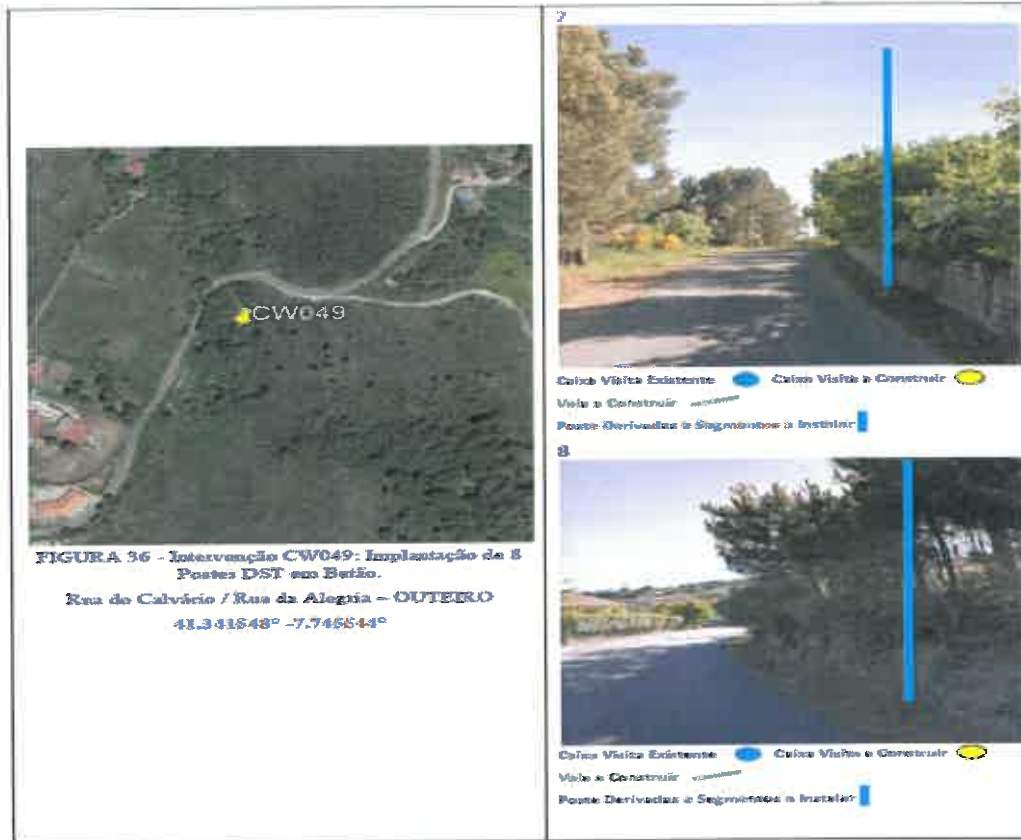 CW049
FIGURA 36 - Intervenção CW049: Implantação de 8
Postes DST em Betão.
Rua do Calvário / Rua da Alegria – OUTEIRO
41.341548° -7.745544°
7
Caixa Visita Existente Caixa Visita a Construir
Vala a Construir
Poste Derivadas e Segmentos a Instalar
8
Caixa Visita Existente Caixa Visita a Construir
Vala a Construir
Poste Derivadas e Segmentos a Instalar